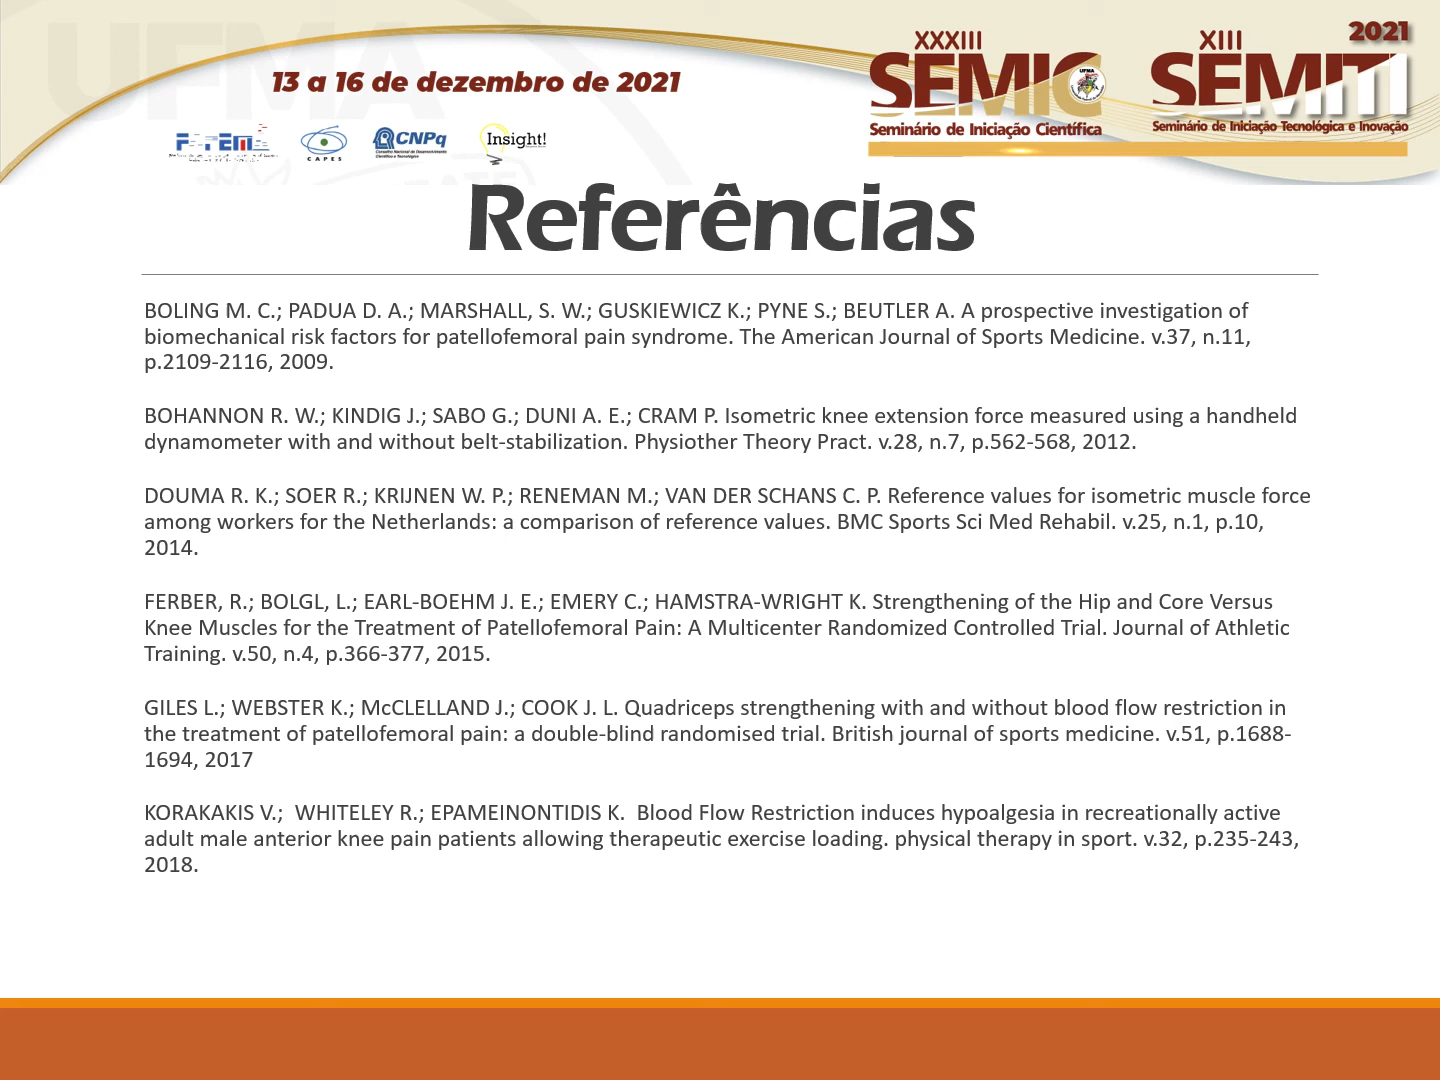 UFMA
13 a 16 de dezembro de 2021
CAPES
CNPq
Insight!
XXXIII
SEMIC
UFMA
Seminário de Iniciação Científica
2021
XIII
SEMITI
Seminário de Iniciação Tecnológica e Inovação
Referências
BOLING M. C.; PADUA D. A.; MARSHALL, S. W.; GUSKIEWICZ K.; PYNE S.; BEUTLER A. A prospective investigation of
biomechanical risk factors for patellofemoral pain syndrome. The American Journal of Sports Medicine. v.37, n.11,
p.2109-2116, 2009.
BOHANNON R. W.; KINDIG J.; SABO G.; DUNI A. E.; CRAM P. Isometric knee extension force measured using a handheld
dynamometer with and without belt-stabilization. Physiother Theory Pract. v.28, n.7, p.562-568, 2012.
DOUMA R. K.; SOER R.; KRIJNEN W. P.; RENEMAN M.; VAN DER SCHANS C. P. Reference values for isometric muscle force
among workers for the Netherlands: a comparison of reference values. BMC Sports Sci Med Rehabil. v.25, n.1, p.10,
2014.
FERBER, R.; BOLGL, L.; EARL-BOEHM J. E.; EMERY C.; HAMSTRA-WRIGHT K. Strengthening of the Hip and Core Versus
Knee Muscles for the Treatment of Patellofemoral Pain: A Multicenter Randomized Controlled Trial. Journal of Athletic
Training. v.50, n.4, p.366-377, 2015.
GILES L.; WEBSTER K.; McCLELLAND J.; COOK J. L. Quadriceps strengthening with and without blood flow restriction in
the treatment of patellofemoral pain: a double-blind randomised trial. British journal of sports medicine. v.51, p.1688-
1694, 2017
KORAKAKIS V.;  WHITELEY R.; EPAMEINONTIDIS K.  Blood Flow Restriction induces hypoalgesia in recreationally active
adult male anterior knee pain patients allowing therapeutic exercise loading. physical therapy in sport. v.32, p.235-243,
2018.